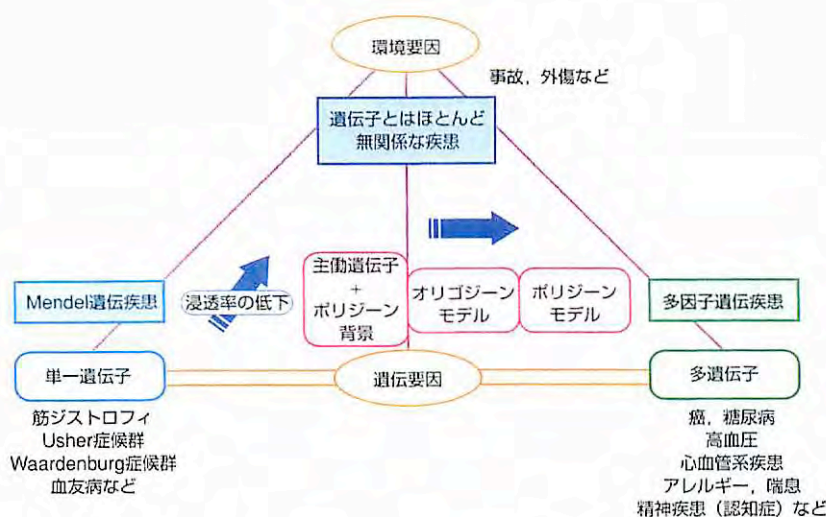 環境要因
事故，外傷など
遺伝子とはほとんど
無関係な疾患
主働遺伝子
+
ポリジーン
背景
オリゴジーン
モデル
ポリジーン
モデル
Mendel遺伝疾患
浸透率の低下
多因子遺伝疾患
単一遺伝子
遺伝要因
多遺伝子
筋ジストロフィ
Usher症候群
Waardenburg症候群
血友病など
癌，糖尿病
高血圧
心血管系疾患
アレルギー，喘息
精神疾患（認知症）など